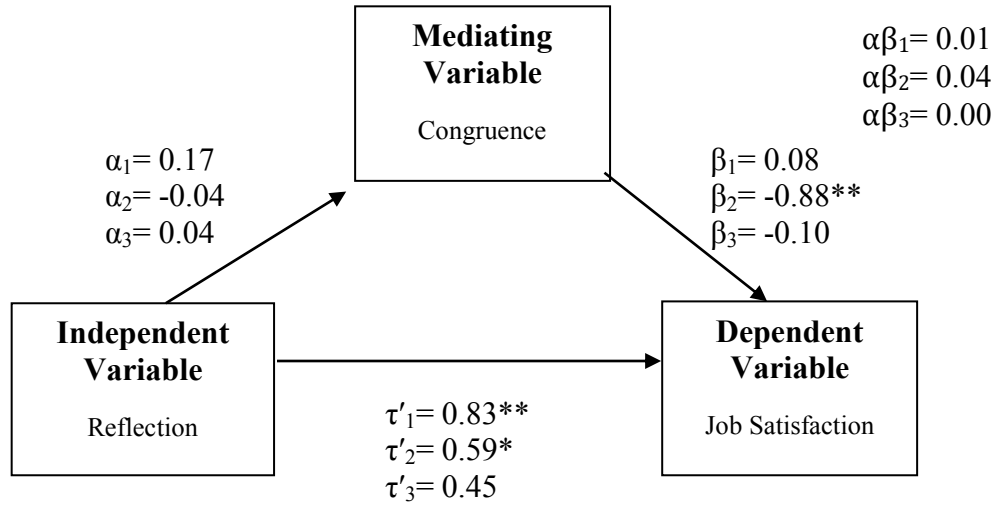 Mediating
Variable
Congruence
αβ₁= 0.01
αβ₂= 0.04
αβ₃= 0.00
α₁= 0.17
α₂= -0.04
α₃= 0.04
β₁= 0.08
β₂= -0.88**
β₃= -0.10
Independent
Variable
Reflection
Dependent
Variable
Job Satisfaction
τ′₁= 0.83**
τ′₂= 0.59*
τ′₃= 0.45